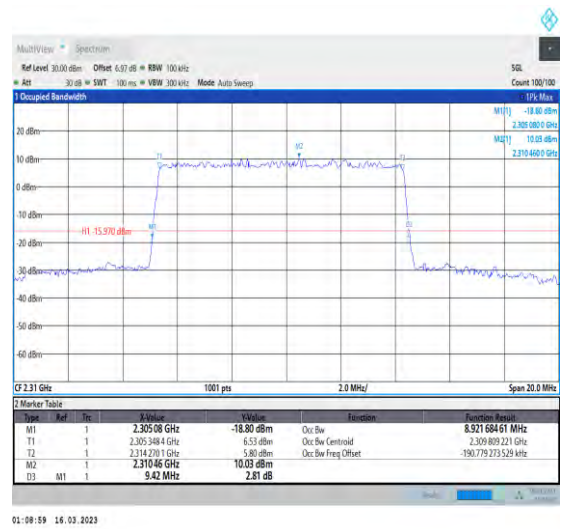 MultiView Spectrum
Ref Level 30.00 dBm Offset 6.97 dB RBW 100 kHz SGL
Att 30 dB SWT 100 ms VBW 300 kHz Mode Auto Sweep Count 100/100
1 Occupied Bandwidth 1Pk Max
M1[1] -18.80 dBm
2.305 080 0 GHz
20 dBm M2[1] 10.03 dBm
2.310 460 0 GHz
M2
10 dBm T1 T2
0 dBm
-10 dBm
H1 -15.970 dBm M1 D3
-20 dBm
-30 dBm
-40 dBm
-50 dBm
-60 dBm
CF 2.31 GHz 1001 pts 2.0 MHz/ Span 20.0 MHz
2 Marker Table
Type Ref Trc X-Value Y-Value Function Function Result
M1 1 2.305 08 GHz -18.80 dBm Occ Bw 8.921 684 61 MHz
T1 1 2.305 348 4 GHz 6.53 dBm Occ Bw Centroid 2.309 809 221 GHz
T2 1 2.314 270 1 GHz 5.80 dBm Occ Bw Freq Offset -190.779 273 529 kHz
M2 1 2.310 46 GHz 10.03 dBm
D3 M1 1 9.42 MHz 2.81 dB
01:08:59 16.03.2023